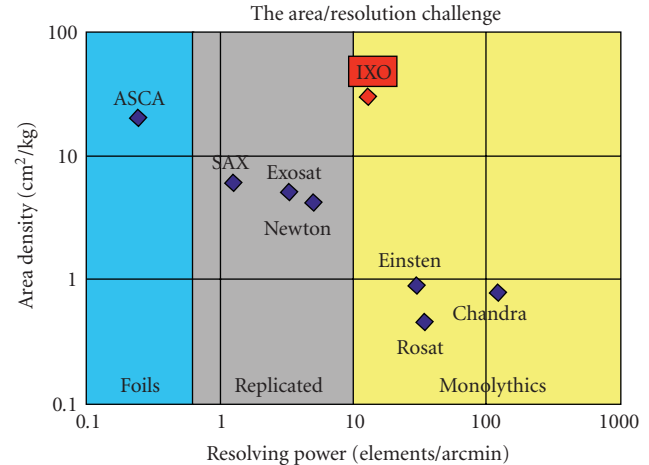 The area/resolution challenge
100
10
1
0.1
Area density (cm²/kg)
ASCA
SAX
Exosat
Newton
IXO
Einsten
Chandra
Rosat
Foils
Replicated
Monolythics
0.1
1
10
100
1000
Resolving power (elements/arcmin)